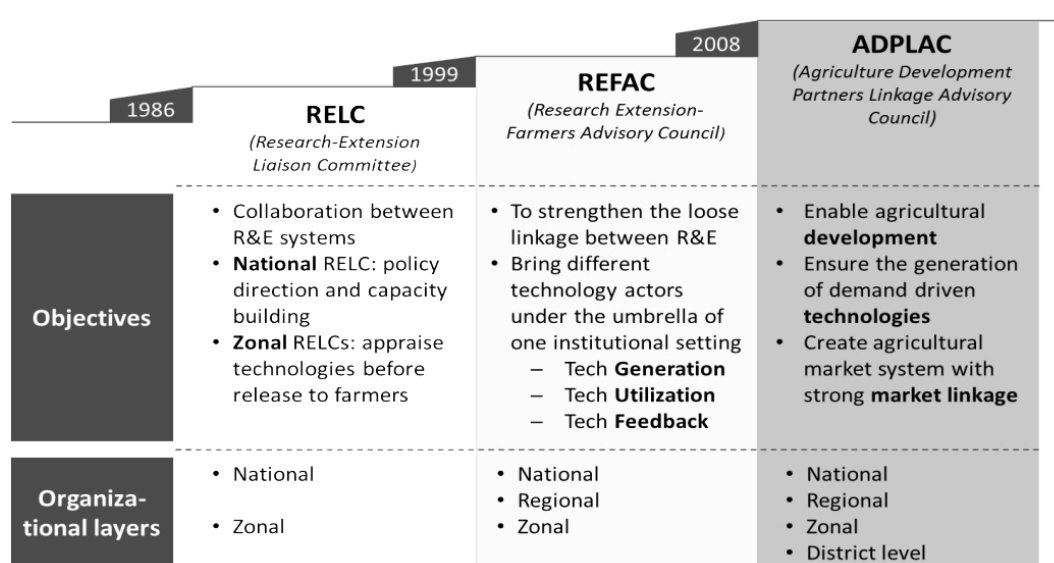 1986
RELC
(Research-Extension
Liaison Committee)
1999
REFAC
(Research Extension-
Farmers Advisory Council)
2008
ADPLAC
(Agriculture Development
Partners Linkage Advisory
Council)
Objectives
• Collaboration between
R&E systems
• National RELC: policy
direction and capacity
building
• Zonal RELCs: appraise
technologies before
release to farmers
• To strengthen the loose
linkage between R&E
• Bring different
technology actors
under the umbrella of
one institutional setting
– Tech Generation
– Tech Utilization
– Tech Feedback
• Enable agricultural
development
• Ensure the generation
of demand driven
technologies
• Create agricultural
market system with
strong market linkage
Organiza-
tional layers
• National
• Zonal
• National
• Regional
• Zonal
• National
• Regional
• Zonal
• District level